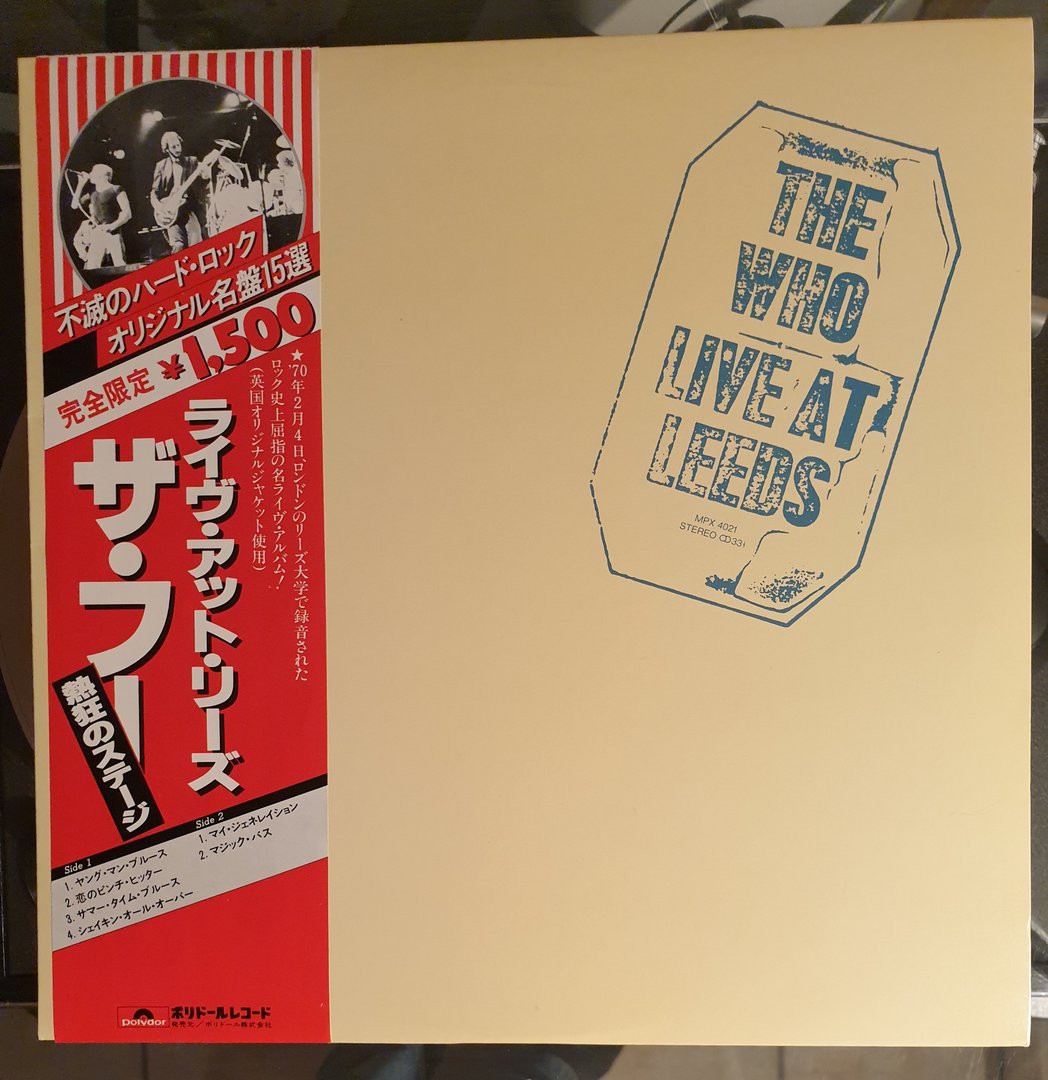 不滅のハード・ロック
オリジナル名盤15選
完全限定 ¥1,500
★'70年2月4日、ロンドンのリーズ大学で録音された
ロック史上屈指の名ライヴ・アルバム!
(英国オリジナルジャケット使用)
ライヴ・アット・リーズ
ザ・フー
熱狂のステージ
Side 1
1. ヤング・マン・ブルース
2. 恋のピンチ・ヒッター
3. サマー・タイム・ブルース
4. シェイキン・オール・オーバー
Side 2
1. マイ・ジェネレイション
2. マジック・バス
polydor
ポリドールレコード
発売元/ポリドール株式会社
THE
WHO
LIVE AT
LEEDS
MPX 4021
STEREO 33⅓